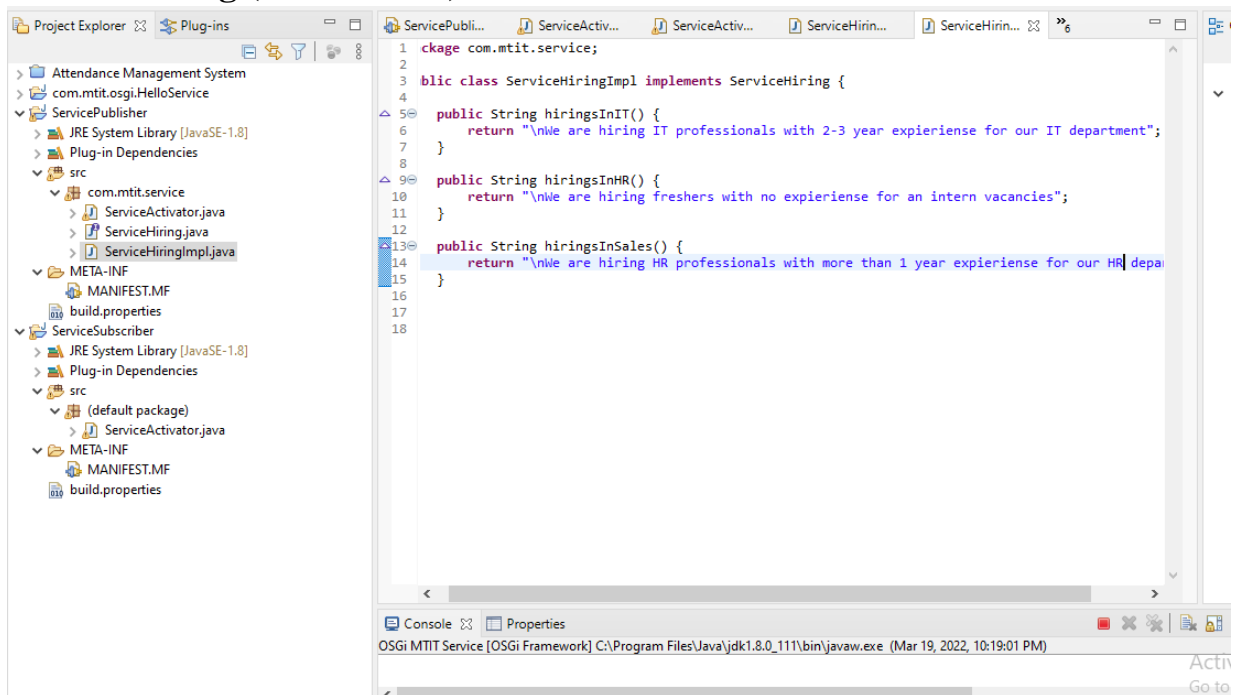 Project Explorer Plug-ins
Attendance Management System
com.mtit.osgi.HelloService
ServicePublisher
JRE System Library [JavaSE-1.8]
Plug-in Dependencies
src
com.mtit.service
ServiceActivator.java
ServiceHiring.java
ServiceHiringImpl.java
META-INF
MANIFEST.MF
build.properties
ServiceSubscriber
JRE System Library [JavaSE-1.8]
Plug-in Dependencies
src
(default package)
ServiceActivator.java
META-INF
MANIFEST.MF
build.properties
ServicePubli... ServiceActiv... ServiceActiv... ServiceHirin... ServiceHirin... »6
1 ckage com.mtit.service;
2
3 blic class ServiceHiringImpl implements ServiceHiring {
4
5 public String hiringsInIT() {
6 return "\nWe are hiring IT professionals with 2-3 year expieriense for our IT department";
7 }
8
9 public String hiringsInHR() {
10 return "\nWe are hiring freshers with no expieriense for an intern vacancies";
11 }
12
13 public String hiringsInSales() {
14 return "\nWe are hiring HR professionals with more than 1 year expieriense for our HR depa
15 }
16
17
18
Console Properties
OSGi MTIT Service [OSGi Framework] C:\Program Files\Java\jdk1.8.0_111\bin\javaw.exe (Mar 19, 2022, 10:19:01 PM)
Activ
Go to